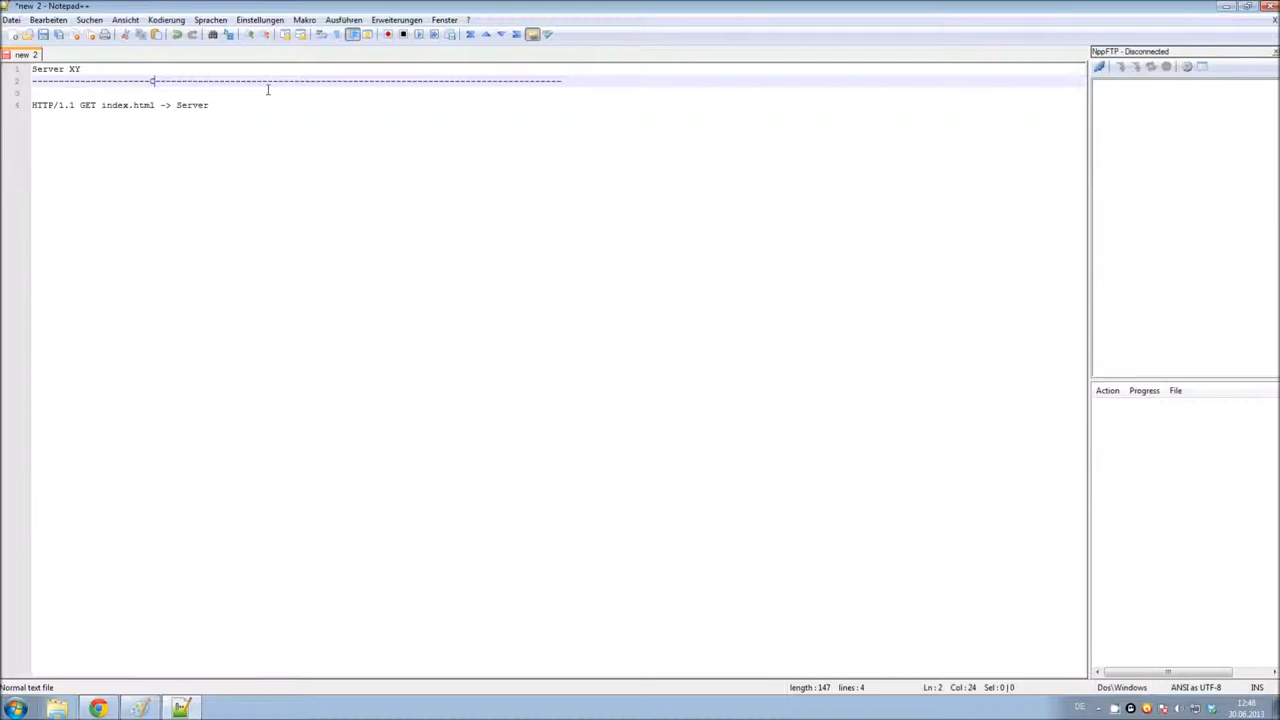 *new 2 - Notepad++
Datei Bearbeiten Suchen Ansicht Kodierung Sprachen Einstellungen Makro Ausführen Erweiterungen Fenster ?
X
new 2
NppFTP - Disconnected
1 Server XY
2 ----------------------C----------------------------------------------------------------------------
3
4 HTTP/1.1 GET index.html -> Server
Action Progress File
Normal text file
length : 147 lines : 4
Ln : 2 Col : 24 Sel : 0 | 0
Dos\Windows
ANSI as UTF-8
INS
DE
12:48
30.06.2013